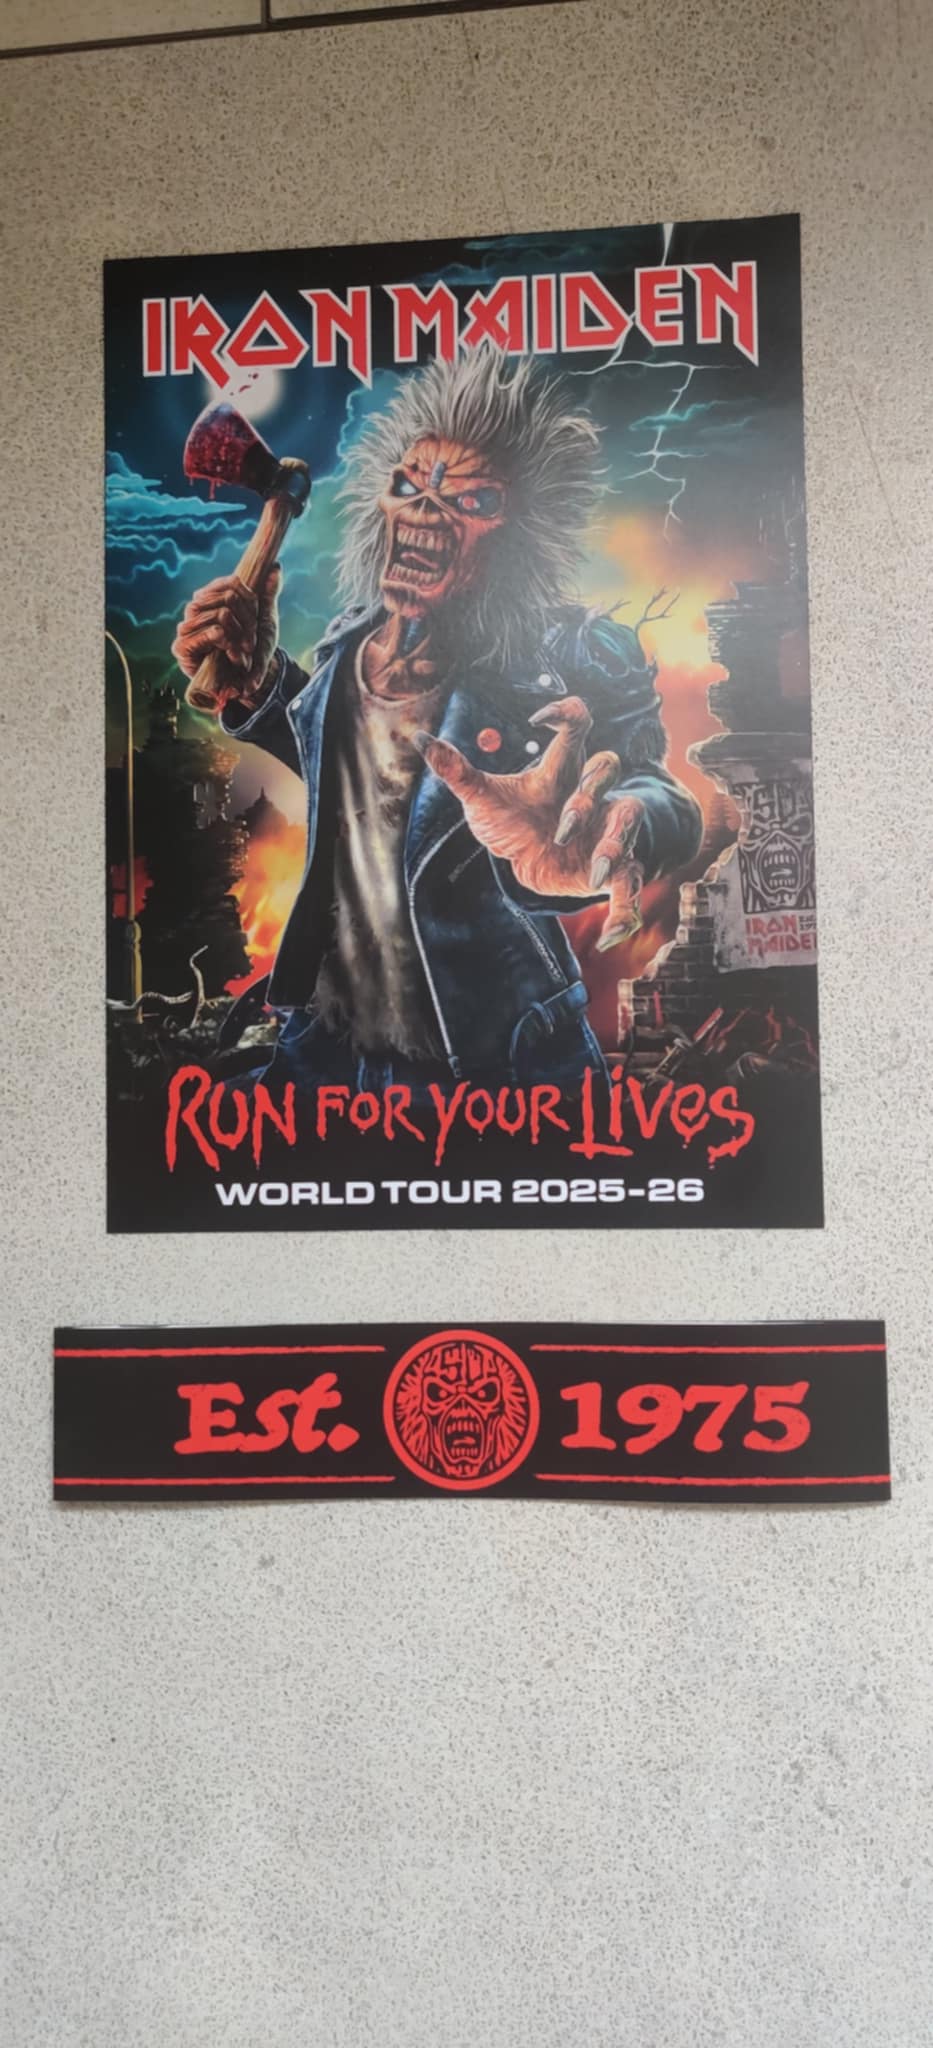 IRON MAIDEN
IRON
MAIDEN
RUN FOR YOUR LIVES
WORLD TOUR 2025-26
Est. 1975